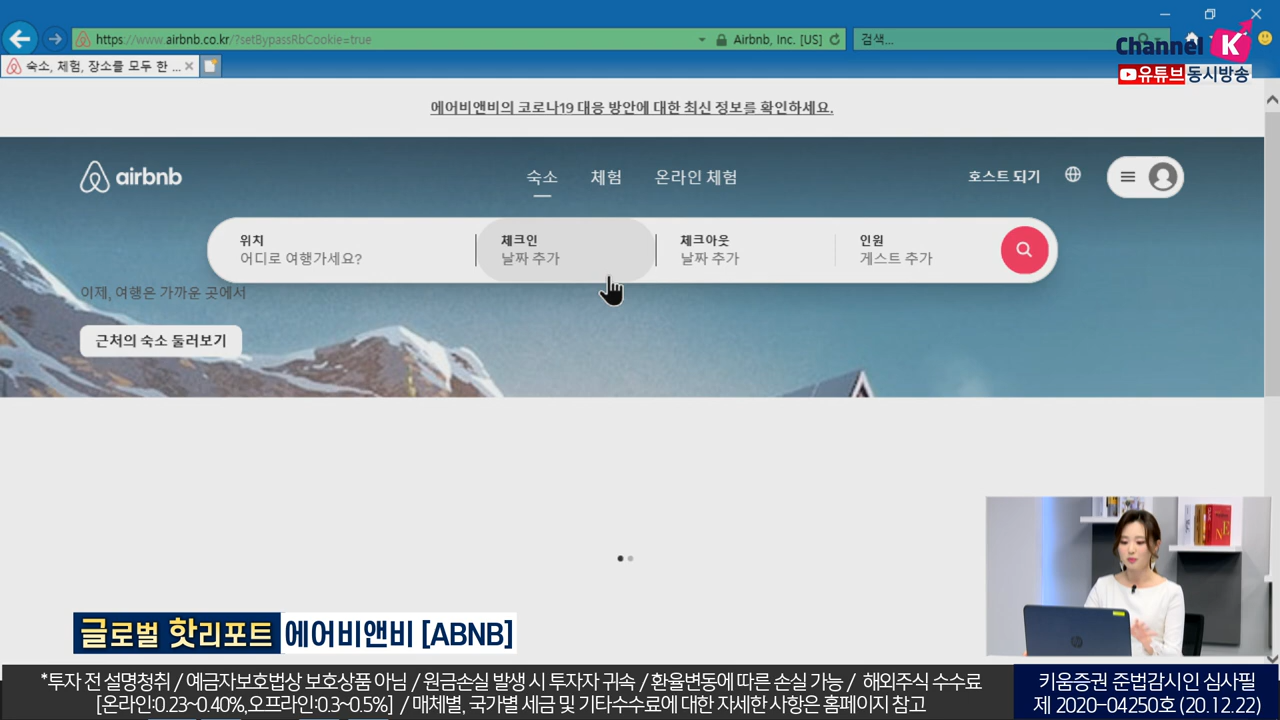 https://www.airbnb.co.kr/?setBypassRbCookie=true
Airbnb, Inc. [US]
검색...
Channel K
유튜브동시방송
숙소, 체험, 장소를 모두 한 ...
에어비앤비의 코로나19 대응 방안에 대한 최신 정보를 확인하세요.
airbnb
숙소
체험
온라인 체험
호스트 되기
위치
어디로 여행가세요?
체크인
날짜 추가
체크아웃
날짜 추가
인원
게스트 추가
이제, 여행은 가까운 곳에서
근처의 숙소 둘러보기
글로벌 핫리포트 에어비앤비 [ABNB]
*투자 전 설명청취 / 예금자보호법상 보호상품 아님 / 원금손실 발생 시 투자자 귀속 / 환율변동에 따른 손실 가능 / 해외주식 수수료
[온라인:0.23~0.40%,오프라인:0.3~0.5%] / 매체별, 국가별 세금 및 기타수수료에 대한 자세한 사항은 홈페이지 참고
키움증권 준법감시인 심사필
제 2020-04250호 (20.12.22)